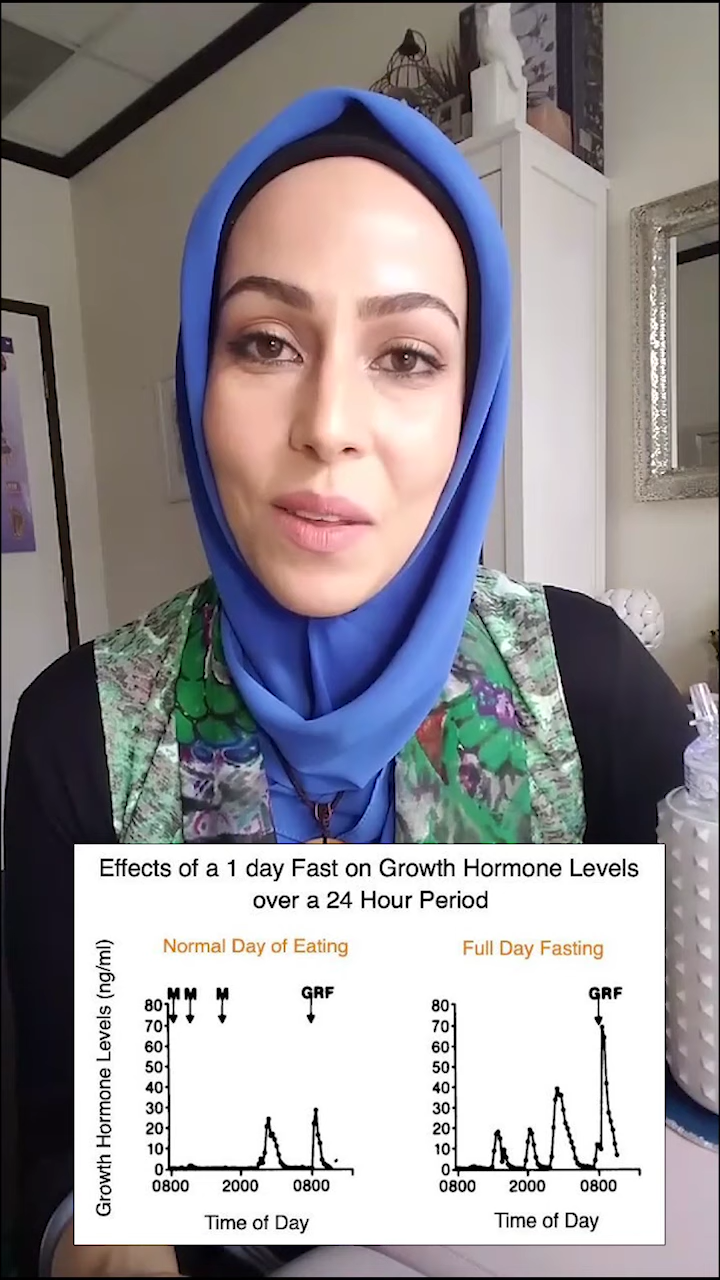 Effects of a 1 day Fast on Growth Hormone Levels
over a 24 Hour Period
Normal Day of Eating
Full Day Fasting
Growth Hormone Levels (ng/ml)
M M M GRF
80
70
60
50
40
30
20
10
0
0800 2000 0800
Time of Day
GRF
80
70
60
50
40
30
20
10
0
0800 2000 0800
Time of Day